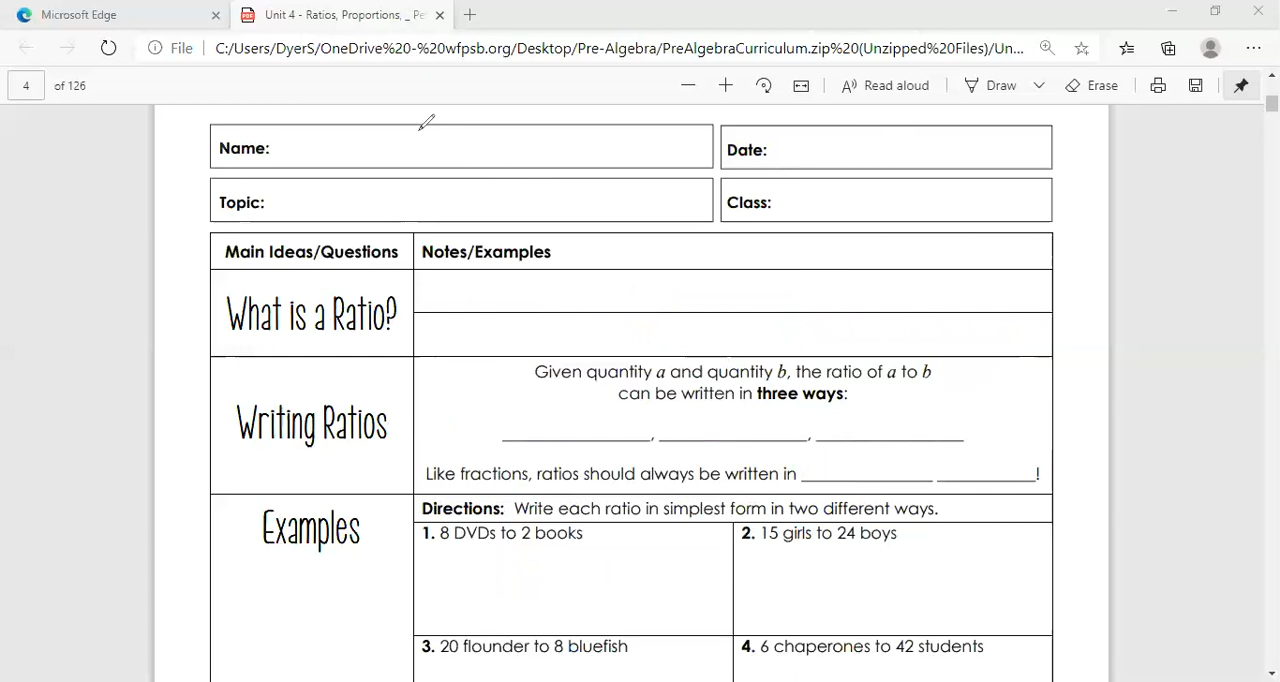 Microsoft Edge
Unit 4 - Ratios, Proportions, _ Pe
File
C:/Users/DyerS/OneDrive%20-%20wfpsb.org/Desktop/Pre-Algebra/PreAlgebraCurriculum.zip%20(Unzipped%20Files)/Un...
4 of 126
Read aloud
Draw
Erase
Name:
Date:
Topic:
Class:
Main Ideas/Questions
Notes/Examples
What is a Ratio?
Writing Ratios
Given quantity a and quantity b, the ratio of a to b
can be written in three ways:
_______________, _______________, _______________
Like fractions, ratios should always be written in ______________ ___________!
Examples
Directions: Write each ratio in simplest form in two different ways.
1. 8 DVDs to 2 books
2. 15 girls to 24 boys
3. 20 flounder to 8 bluefish
4. 6 chaperones to 42 students